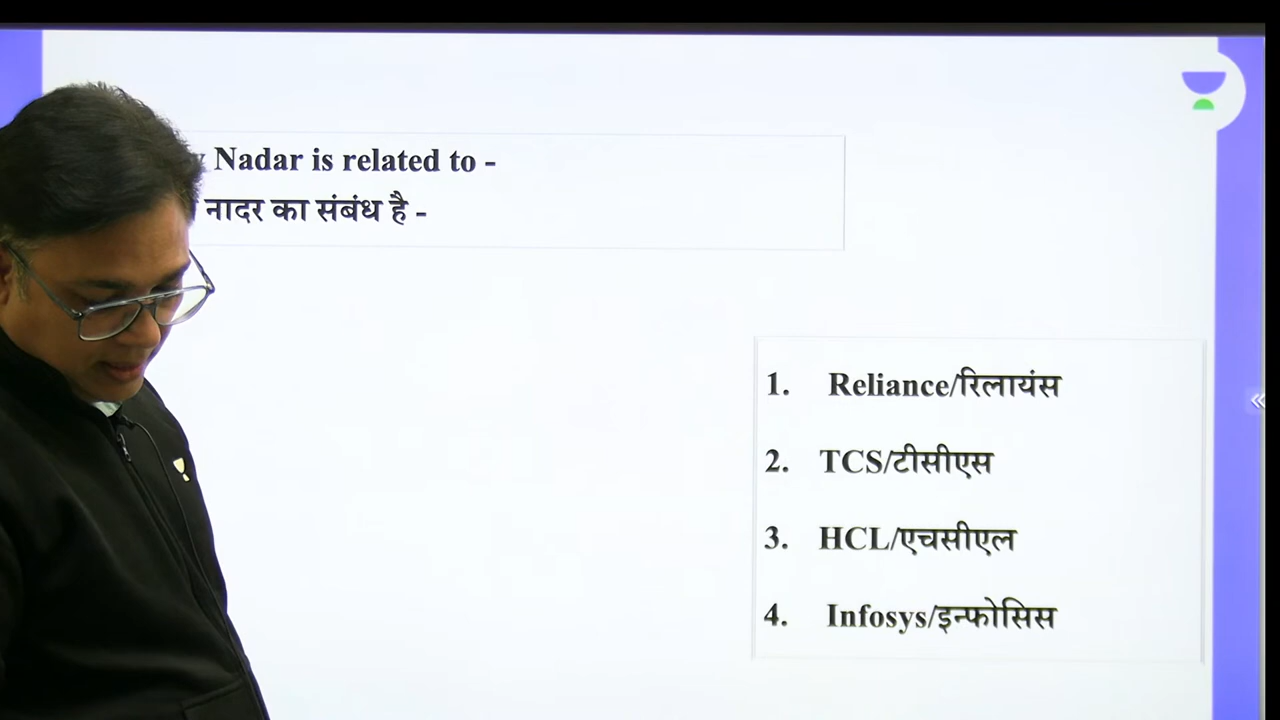 Nadar is related to -
नादर का संबंध है -
1. Reliance/रिलायंस
2. TCS/टीसीएस
3. HCL/एचसीएल
4. Infosys/इन्फोसिस